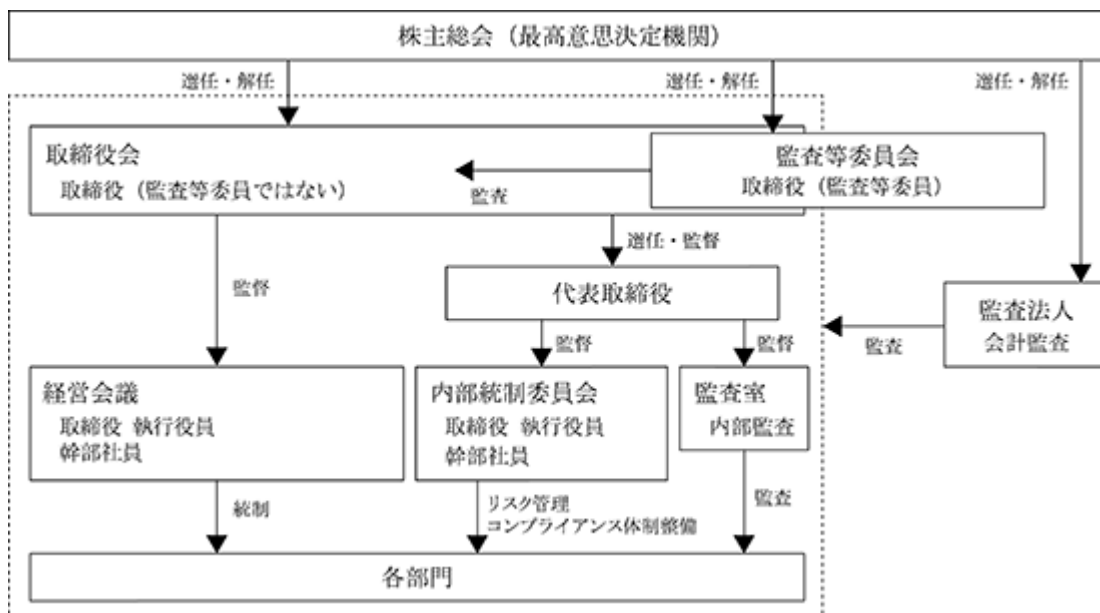 株主総会（最高意思決定機関）
選任・解任
選任・解任
選任・解任
取締役会
取締役（監査等委員ではない）
監査
監査等委員会
取締役（監査等委員）
選任・監督
監督
代表取締役
監査法人
会計監査
監査
監督
監督
経営会議
取締役 執行役員
幹部社員
内部統制委員会
取締役 執行役員
幹部社員
監査室
内部監査
統制
リスク管理
コンプライアンス体制整備
監査
各部門